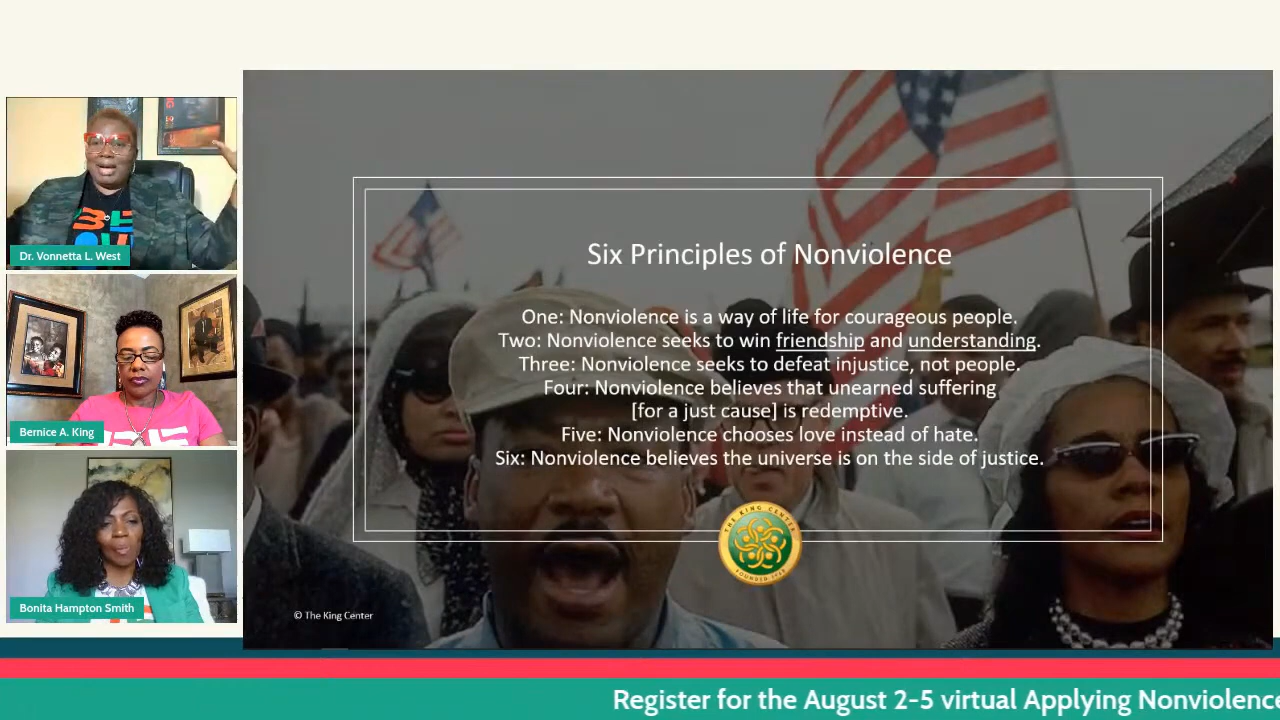 Dr. Vonnetta L. West
Bernice A. King
Bonita Hampton Smith
Six Principles of Nonviolence
One: Nonviolence is a way of life for courageous people.
Two: Nonviolence seeks to win friendship and understanding.
Three: Nonviolence seeks to defeat injustice, not people.
Four: Nonviolence believes that unearned suffering
[for a just cause] is redemptive.
Five: Nonviolence chooses love instead of hate.
Six: Nonviolence believes the universe is on the side of justice.
THE KING CENTER
© The King Center
Register for the August 2-5 virtual Applying Nonviolence